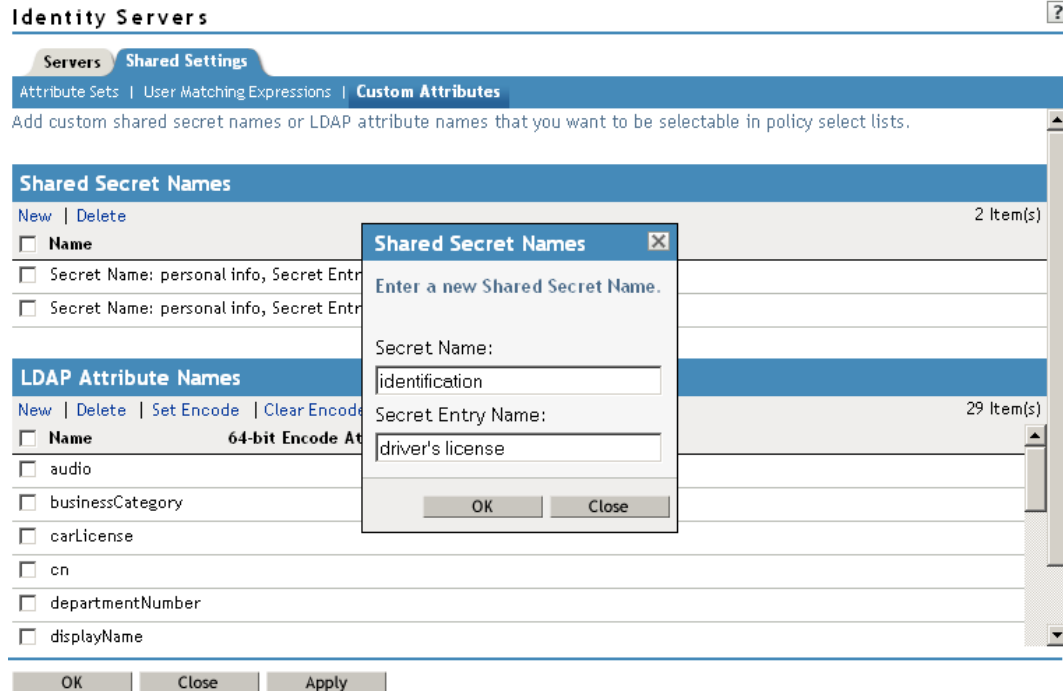 Identity Servers
?
Servers Shared Settings
Attribute Sets | User Matching Expressions | Custom Attributes
Add custom shared secret names or LDAP attribute names that you want to be selectable in policy select lists.
Shared Secret Names
New | Delete 2 Item(s)
Name
Secret Name: personal info, Secret Entr
Secret Name: personal info, Secret Entr
Shared Secret Names
Enter a new Shared Secret Name.
Secret Name:
identification
Secret Entry Name:
driver's license
OK Close
LDAP Attribute Names
New | Delete | Set Encode | Clear Encode 29 Item(s)
Name 64-bit Encode At
audio
businessCategory
carLicense
cn
departmentNumber
displayName
OK Close Apply